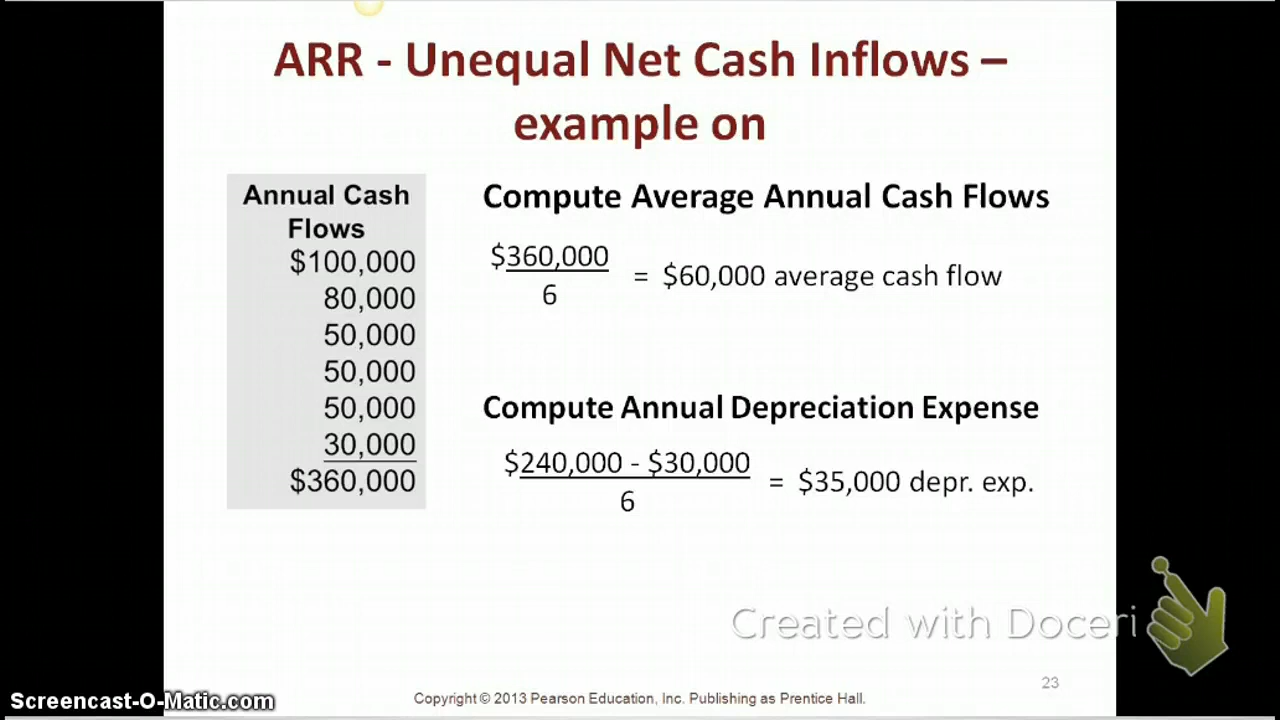 ARR - Unequal Net Cash Inflows –
example on
Annual Cash
Flows
$100,000
80,000
50,000
50,000
50,000
30,000
$360,000
Compute Average Annual Cash Flows
$360,000
6
= $60,000 average cash flow
Compute Annual Depreciation Expense
$240,000 - $30,000
6
= $35,000 depr. exp.
Created with Doceri
23
Copyright © 2013 Pearson Education, Inc. Publishing as Prentice Hall.
Screencast-O-Matic.com